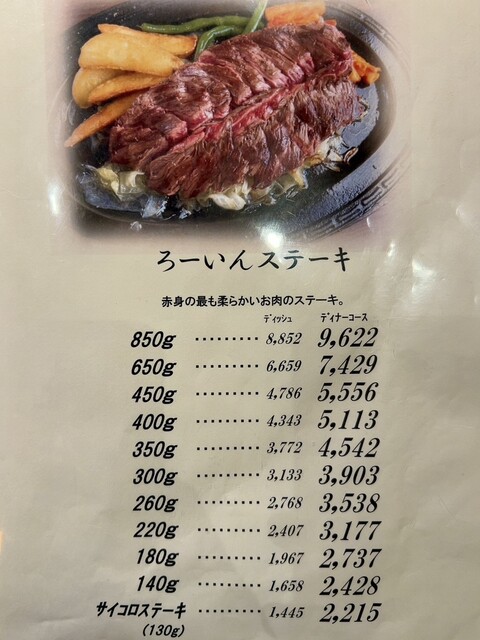 ろーいんステーキ
赤身の最も柔らかいお肉のステーキ。
ディッシュ ディナーコース
850g ·········· 8,852 9,622
650g ·········· 6,659 7,429
450g ·········· 4,786 5,556
400g ·········· 4,343 5,113
350g ·········· 3,772 4,542
300g ·········· 3,133 3,903
260g ·········· 2,768 3,538
220g ·········· 2,407 3,177
180g ·········· 1,967 2,737
140g ·········· 1,658 2,428
サイコロステーキ ·········· 1,445 2,215
(130g)